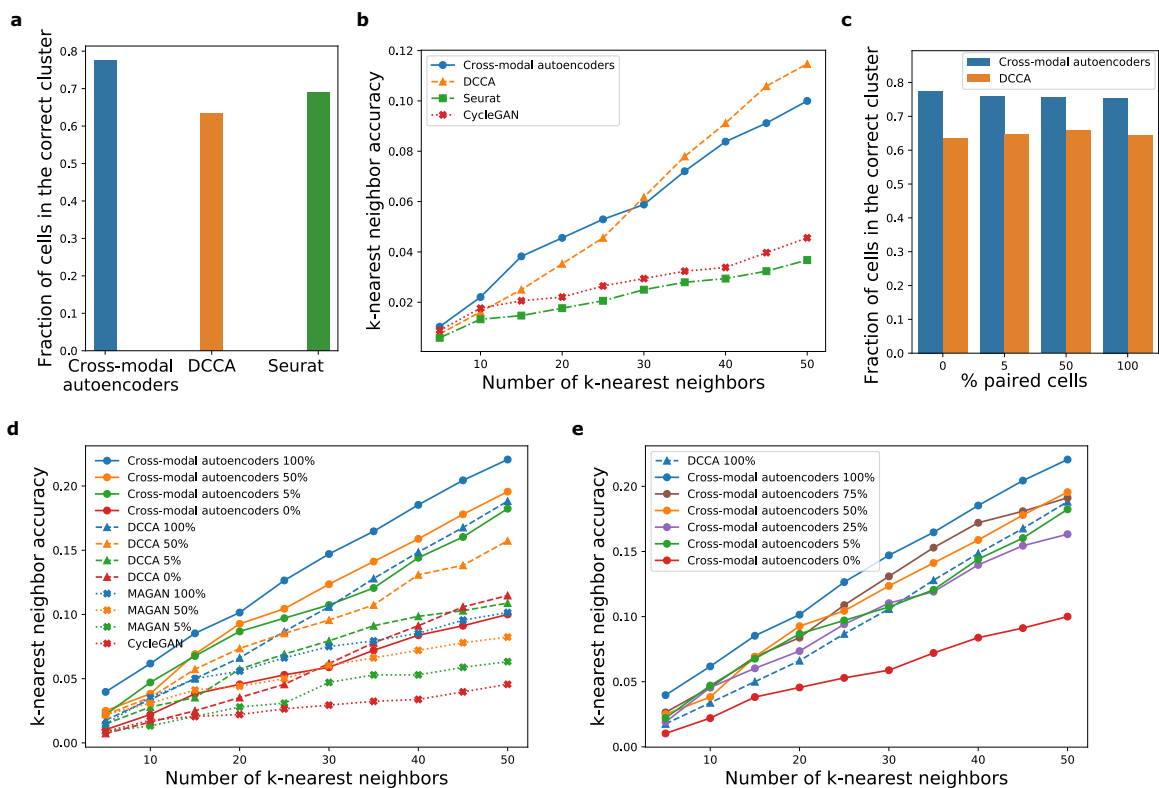 a
Fraction of cells in the correct cluster
0.8
0.7
0.6
0.5
0.4
0.3
0.2
0.1
0.0
Cross-modal
autoencoders
DCCA
Seurat
b
k-nearest neighbor accuracy
0.12
0.10
0.08
0.06
0.04
0.02
Cross-modal autoencoders
DCCA
Seurat
CycleGAN
10 20 30 40 50
Number of k-nearest neighbors
c
Fraction of cells in the correct cluster
0.8
0.7
0.6
0.5
0.4
0.3
0.2
0.1
0.0
Cross-modal autoencoders
DCCA
0 5 50 100
% paired cells
d
k-nearest neighbor accuracy
0.20
0.15
0.10
0.05
0.00
Cross-modal autoencoders 100%
Cross-modal autoencoders 50%
Cross-modal autoencoders 5%
Cross-modal autoencoders 0%
DCCA 100%
DCCA 50%
DCCA 5%
DCCA 0%
MAGAN 100%
MAGAN 50%
MAGAN 5%
CycleGAN
10 20 30 40 50
Number of k-nearest neighbors
e
k-nearest neighbor accuracy
0.20
0.15
0.10
0.05
0.00
DCCA 100%
Cross-modal autoencoders 100%
Cross-modal autoencoders 75%
Cross-modal autoencoders 50%
Cross-modal autoencoders 25%
Cross-modal autoencoders 5%
Cross-modal autoencoders 0%
10 20 30 40 50
Number of k-nearest neighbors